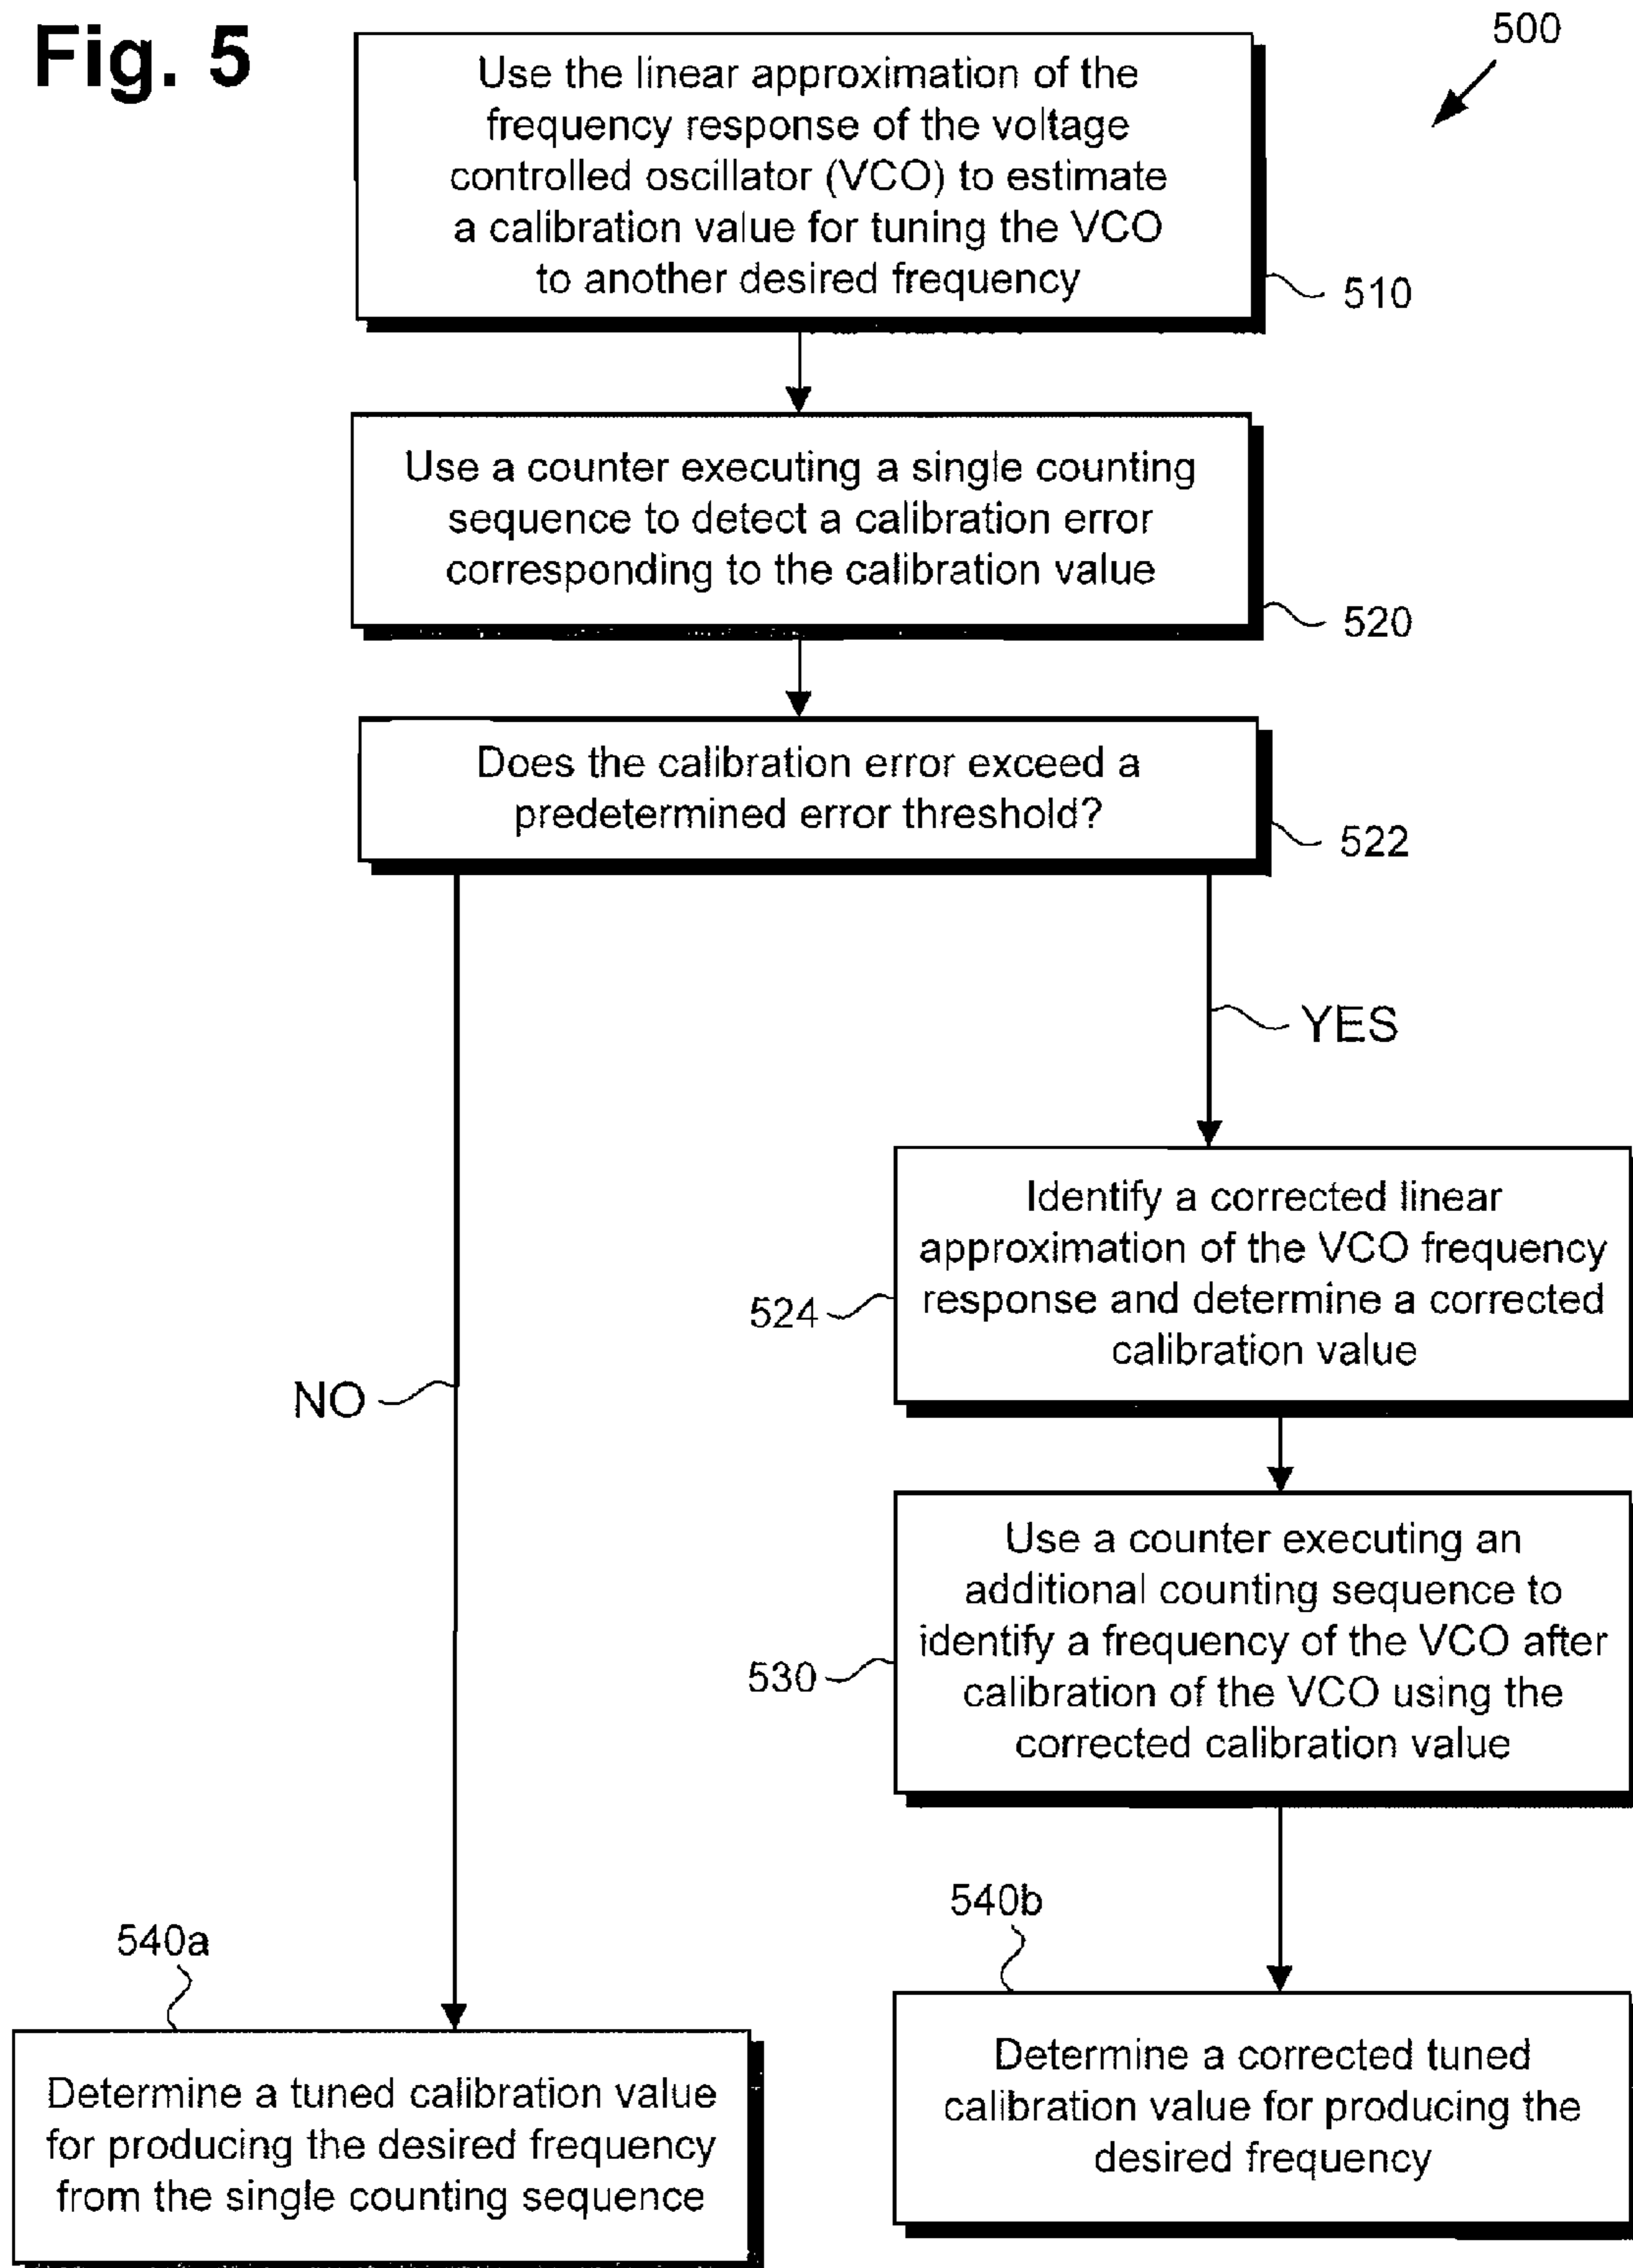 Fig. 5
500
Use the linear approximation of the
frequency response of the voltage
controlled oscillator (VCO) to estimate
a calibration value for tuning the VCO
to another desired frequency
510
Use a counter executing a single counting
sequence to detect a calibration error
corresponding to the calibration value
520
Does the calibration error exceed a
predetermined error threshold?
522
YES
NO
Identify a corrected linear
approximation of the VCO frequency
response and determine a corrected
calibration value
524
Use a counter executing an
additional counting sequence to
identify a frequency of the VCO after
calibration of the VCO using the
corrected calibration value
530
540a
Determine a tuned calibration value
for producing the desired frequency
from the single counting sequence
540b
Determine a corrected tuned
calibration value for producing the
desired frequency